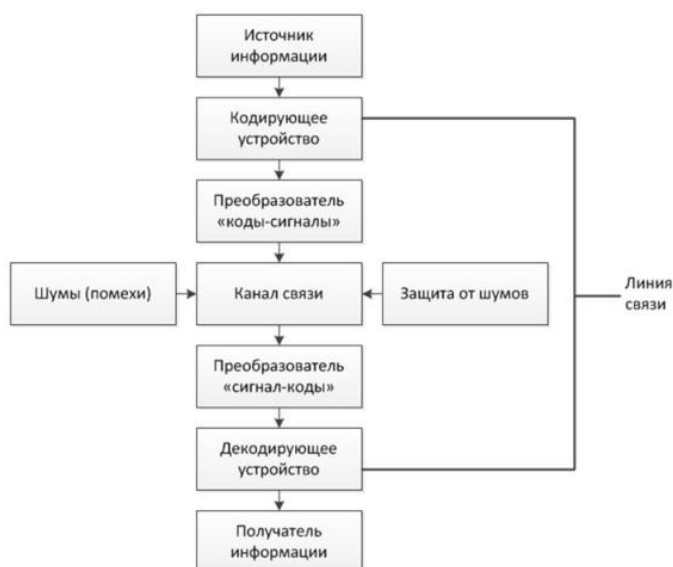 Источник
информации
Кодирующее
устройство
Преобразователь
«коды-сигналы»
Шумы (помехи)
Канал связи
Защита от шумов
Линия
связи
Преобразователь
«сигнал-коды»
Декодирующее
устройство
Получатель
информации